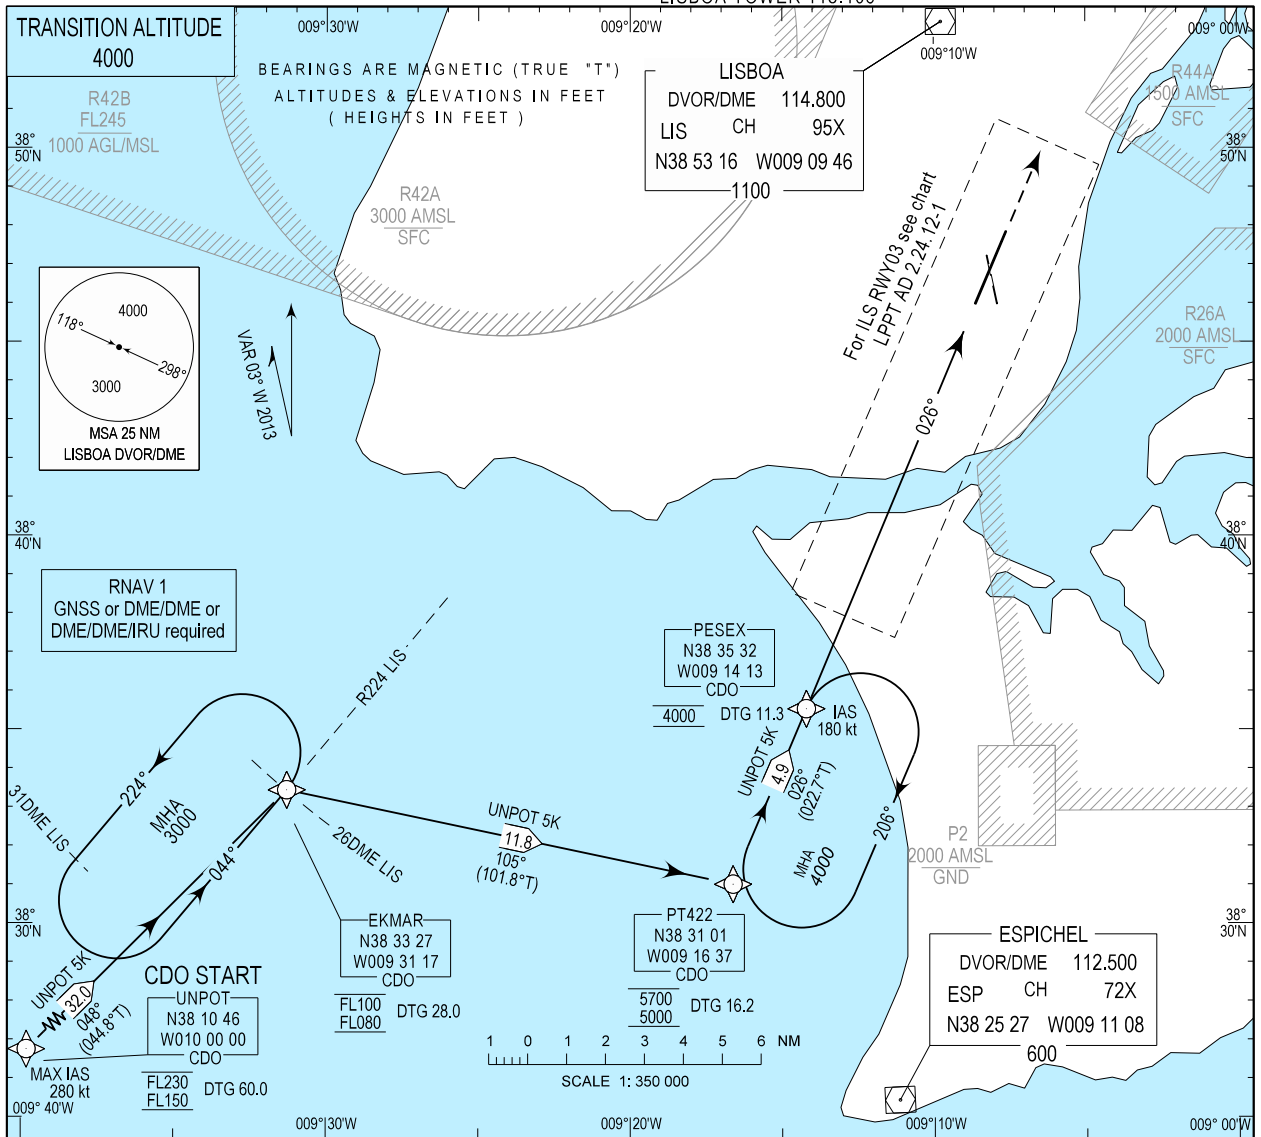 LISBOA TOWER 118.100
009°30'W
009°20'W
009° 00'W
TRANSITION ALTITUDE
4000
BEARINGS ARE MAGNETIC (TRUE "T")
ALTITUDES & ELEVATIONS IN FEET
( HEIGHTS IN FEET )
009°10'W
LISBOA
DVOR/DME 114.800
LIS CH 95X
N38 53 16 W009 09 46
1100
R42B
FL245
1000 AGL/MSL
R44A
1500 AMSL
SFC
38°
50'N
38°
50'N
R42A
3000 AMSL
SFC
For ILS RWY03 see chart
LPPT AD 2.24.12-1
4000
118°
298°
3000
MSA 25 NM
LISBOA DVOR/DME
VAR 03° W 2013
R26A
2000 AMSL
SFC
026°
38°
40'N
38°
40'N
RNAV 1
GNSS or DME/DME or
DME/DME/IRU required
R224 LIS
PESEX
N38 35 32
W009 14 13
CDO
4000 DTG 11.3
IAS
180 kt
UNPOT 5K
4.9
026°
(022.7°T)
206°
MHA
4000
224°
MHA
3000
044°
31DME LIS
26DME LIS
UNPOT 5K
11.8
105°
(101.8°T)
P2
2000 AMSL
GND
38°
30'N
38°
30'N
EKMAR
N38 33 27
W009 31 17
CDO
FL100
FL080
DTG 28.0
PT422
N38 31 01
W009 16 37
CDO
5700
5000
DTG 16.2
ESPICHEL
DVOR/DME 112.500
ESP CH 72X
N38 25 27 W009 11 08
600
UNPOT 5K
32.0
048°
(044.8°T)
CDO START
UNPOT
N38 10 46
W010 00 00
CDO
FL230
FL150
DTG 60.0
MAX IAS
280 kt
1 0 1 2 3 4 5 6 NM
SCALE 1: 350 000
009° 40'W
009°30'W
009°20'W
009°10'W
009° 00'W